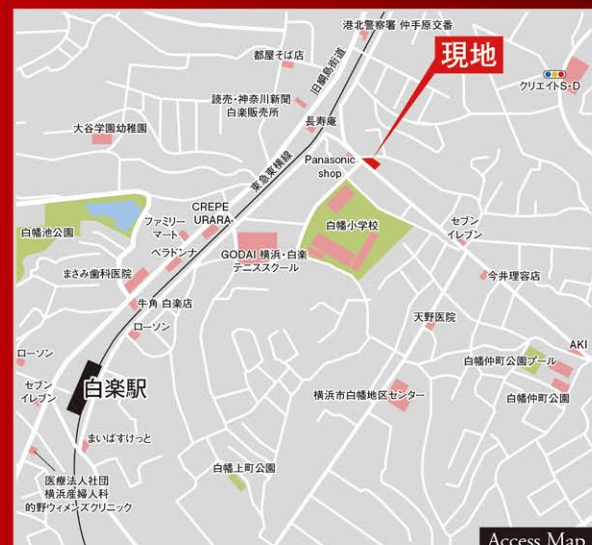 港北警察署 仲手原交番
現地
都屋そば店
旧綱島街道
クリエイトS・D
読売・神奈川新聞
白楽販売所
長寿庵
大谷学園幼稚園
東急東横線
Panasonic
shop
CREPE
URARA
白幡小学校
セブン
イレブン
白幡池公園
ファミリー
マート
ベラドンナ
GODAI 横浜・白楽
テニススクール
まさみ歯科医院
今井理容店
牛角 白楽店
天野医院
ローソン
AKI
ローソン
白幡仲町公園プール
セブン
イレブン
白楽駅
横浜市白幡地区センター
白幡仲町公園
まいばすけっと
白幡上町公園
医療法人社団
横浜産婦人科
的野ウィメンズクリニック
Access Map